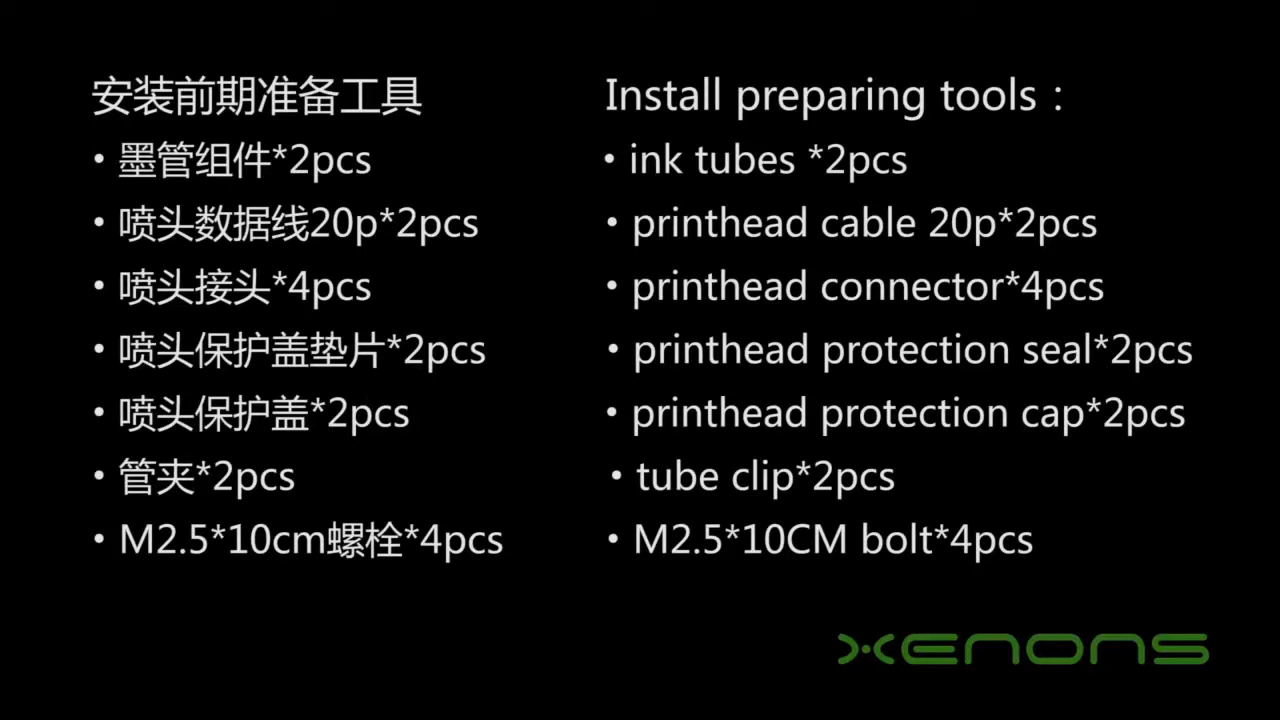 安装前期准备工具
• 墨管组件*2pcs
• 喷头数据线20p*2pcs
• 喷头接头*4pcs
• 喷头保护盖垫片*2pcs
• 喷头保护盖*2pcs
• 管夹*2pcs
• M2.5*10cm螺栓*4pcs
Install preparing tools：
• ink tubes *2pcs
• printhead cable 20p*2pcs
• printhead connector*4pcs
• printhead protection seal*2pcs
• printhead protection cap*2pcs
• tube clip*2pcs
• M2.5*10CM bolt*4pcs
XENONS